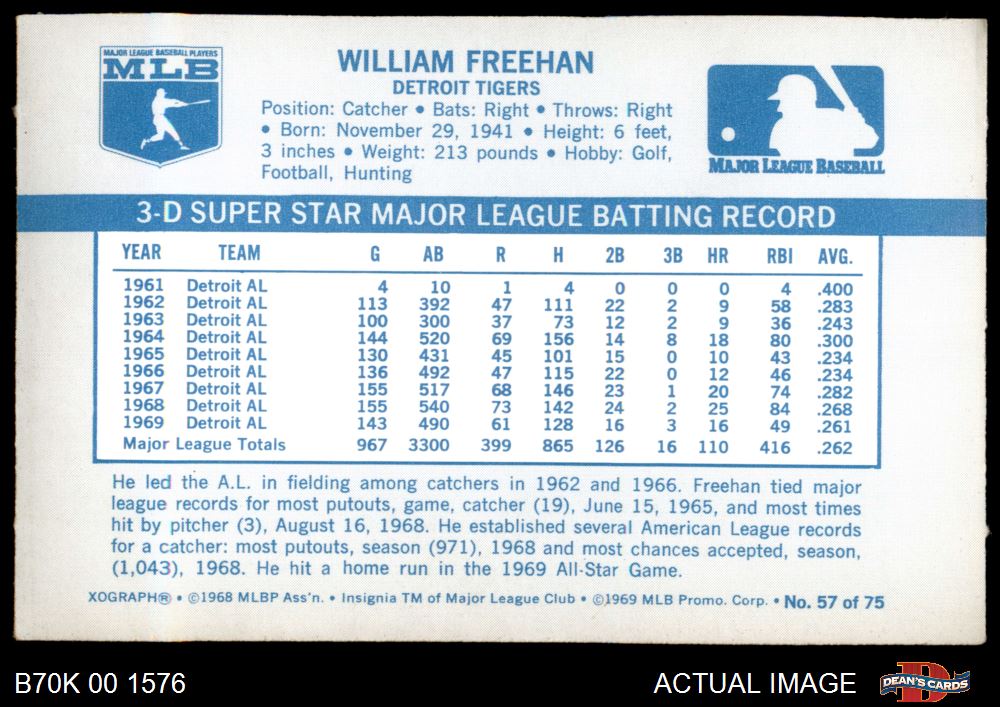 MAJOR LEAGUE BASEBALL PLAYERS
MLB
WILLIAM FREEHAN
DETROIT TIGERS
Position: Catcher • Bats: Right • Throws: Right
• Born: November 29, 1941 • Height: 6 feet,
3 inches • Weight: 213 pounds • Hobby: Golf,
Football, Hunting
MAJOR LEAGUE BASEBALL
3-D SUPER STAR MAJOR LEAGUE BATTING RECORD
YEAR TEAM G AB R H 2B 3B HR RBI AVG.
1961 Detroit AL 4 10 1 4 0 0 0 4 .400
1962 Detroit AL 113 392 47 111 22 2 9 58 .283
1963 Detroit AL 100 300 37 73 12 2 9 36 .243
1964 Detroit AL 144 520 69 156 14 8 18 80 .300
1965 Detroit AL 130 431 45 101 15 0 10 43 .234
1966 Detroit AL 136 492 47 115 22 0 12 46 .234
1967 Detroit AL 155 517 68 146 23 1 20 74 .282
1968 Detroit AL 155 540 73 142 24 2 25 84 .268
1969 Detroit AL 143 490 61 128 16 3 16 49 .261
Major League Totals 967 3300 399 865 126 16 110 416 .262
He led the A.L. in fielding among catchers in 1962 and 1966. Freehan tied major
league records for most putouts, game, catcher (19), June 15, 1965, and most times
hit by pitcher (3), August 16, 1968. He established several American League records
for a catcher: most putouts, season (971), 1968 and most chances accepted, season,
(1,043), 1968. He hit a home run in the 1969 All-Star Game.
XOGRAPH® • ©1968 MLBP Ass'n. • Insignia TM of Major League Club • ©1969 MLB Promo. Corp. • No. 57 of 75
B70K 00 1576
ACTUAL IMAGE
D
DEAN'S CARDS